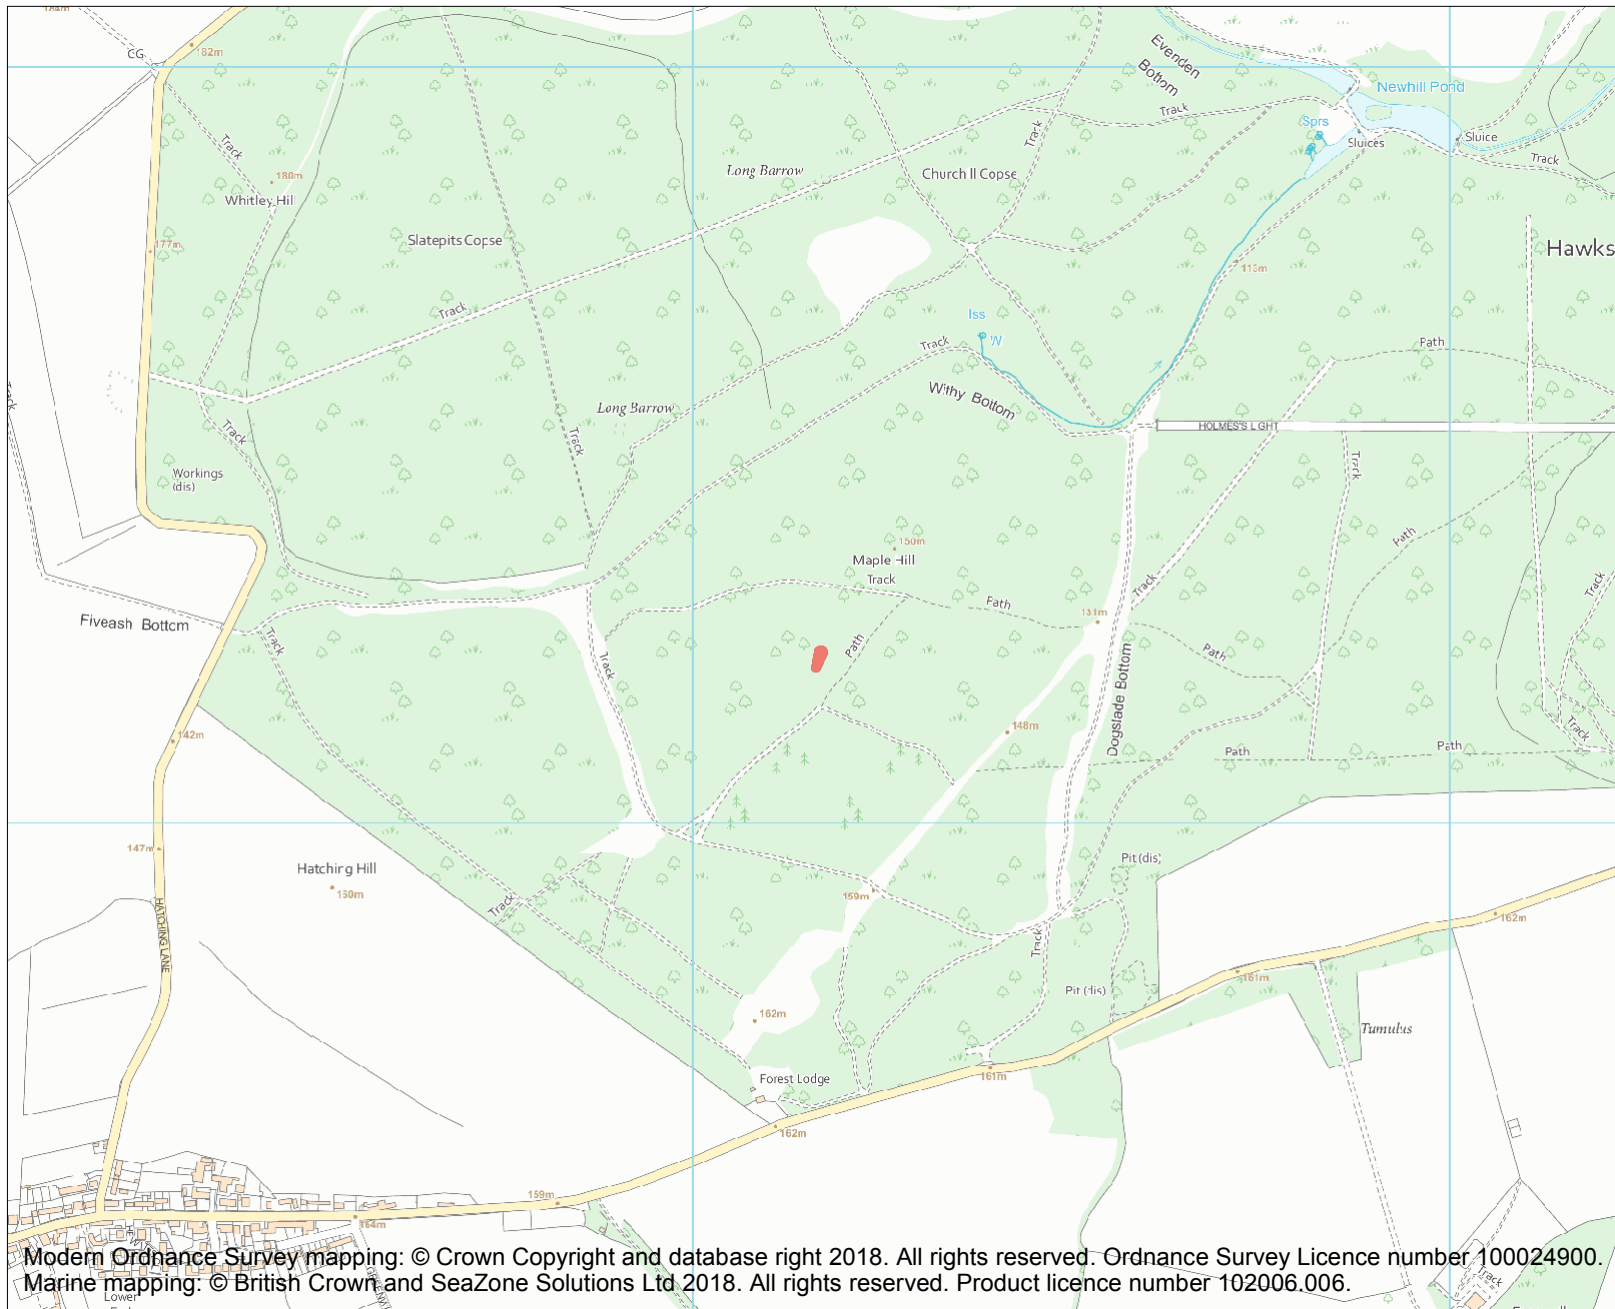 184m
CG
182m
Evenden
Bottom
Newhill Pond
Track
Track
Track
Sprs
Sluice
Sluices
Track
Track
Long Barrow
Church ll Copse
180m
Whitley Hill
177m
Slatepits Copse
Hawks
113m
Track
Iss
W
Track
Path
Track
Withy Bottom
Long Barrow
HOLMES'S LIGHT
Track
Track
Track
Workings
(dis)
Path
150m
Maple Hill
Track
Track
Track
Path
131m
Fiveash Bottom
Track
Path
Path
Track
Dogslade Bottom
142m
148m
Track
Path
Path
147m
Pit (dis)
Hatching Hill
160m
159m
Track
HATCHING LANE
162m
Track
161m
Pit (dis)
162m
Tumulus
Forest Lodge
161m
162m
159m
164m
Modern Ordnance Survey mapping: © Crown Copyright and database right 2018. All rights reserved. Ordnance Survey Licence number 100024900.
Marine mapping: © British Crown and SeaZone Solutions Ltd 2018. All rights reserved. Product licence number 102006.006.
Track
Lower